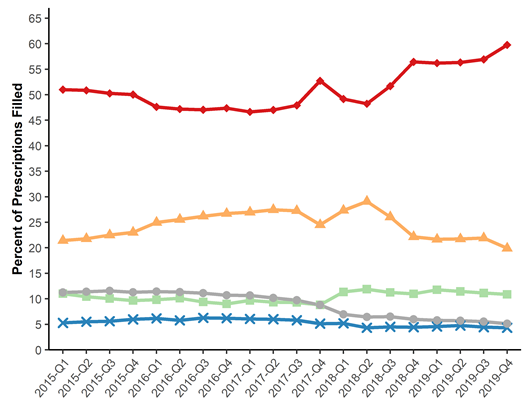 Percent of Prescriptions Filled
65
60
55
50
45
40
35
30
25
20
15
10
5
0
2015-Q1
2015-Q2
2015-Q3
2015-Q4
2016-Q1
2016-Q2
2016-Q3
2016-Q4
2017-Q1
2017-Q2
2017-Q3
2017-Q4
2018-Q1
2018-Q2
2018-Q3
2018-Q4
2019-Q1
2019-Q2
2019-Q3
2019-Q4